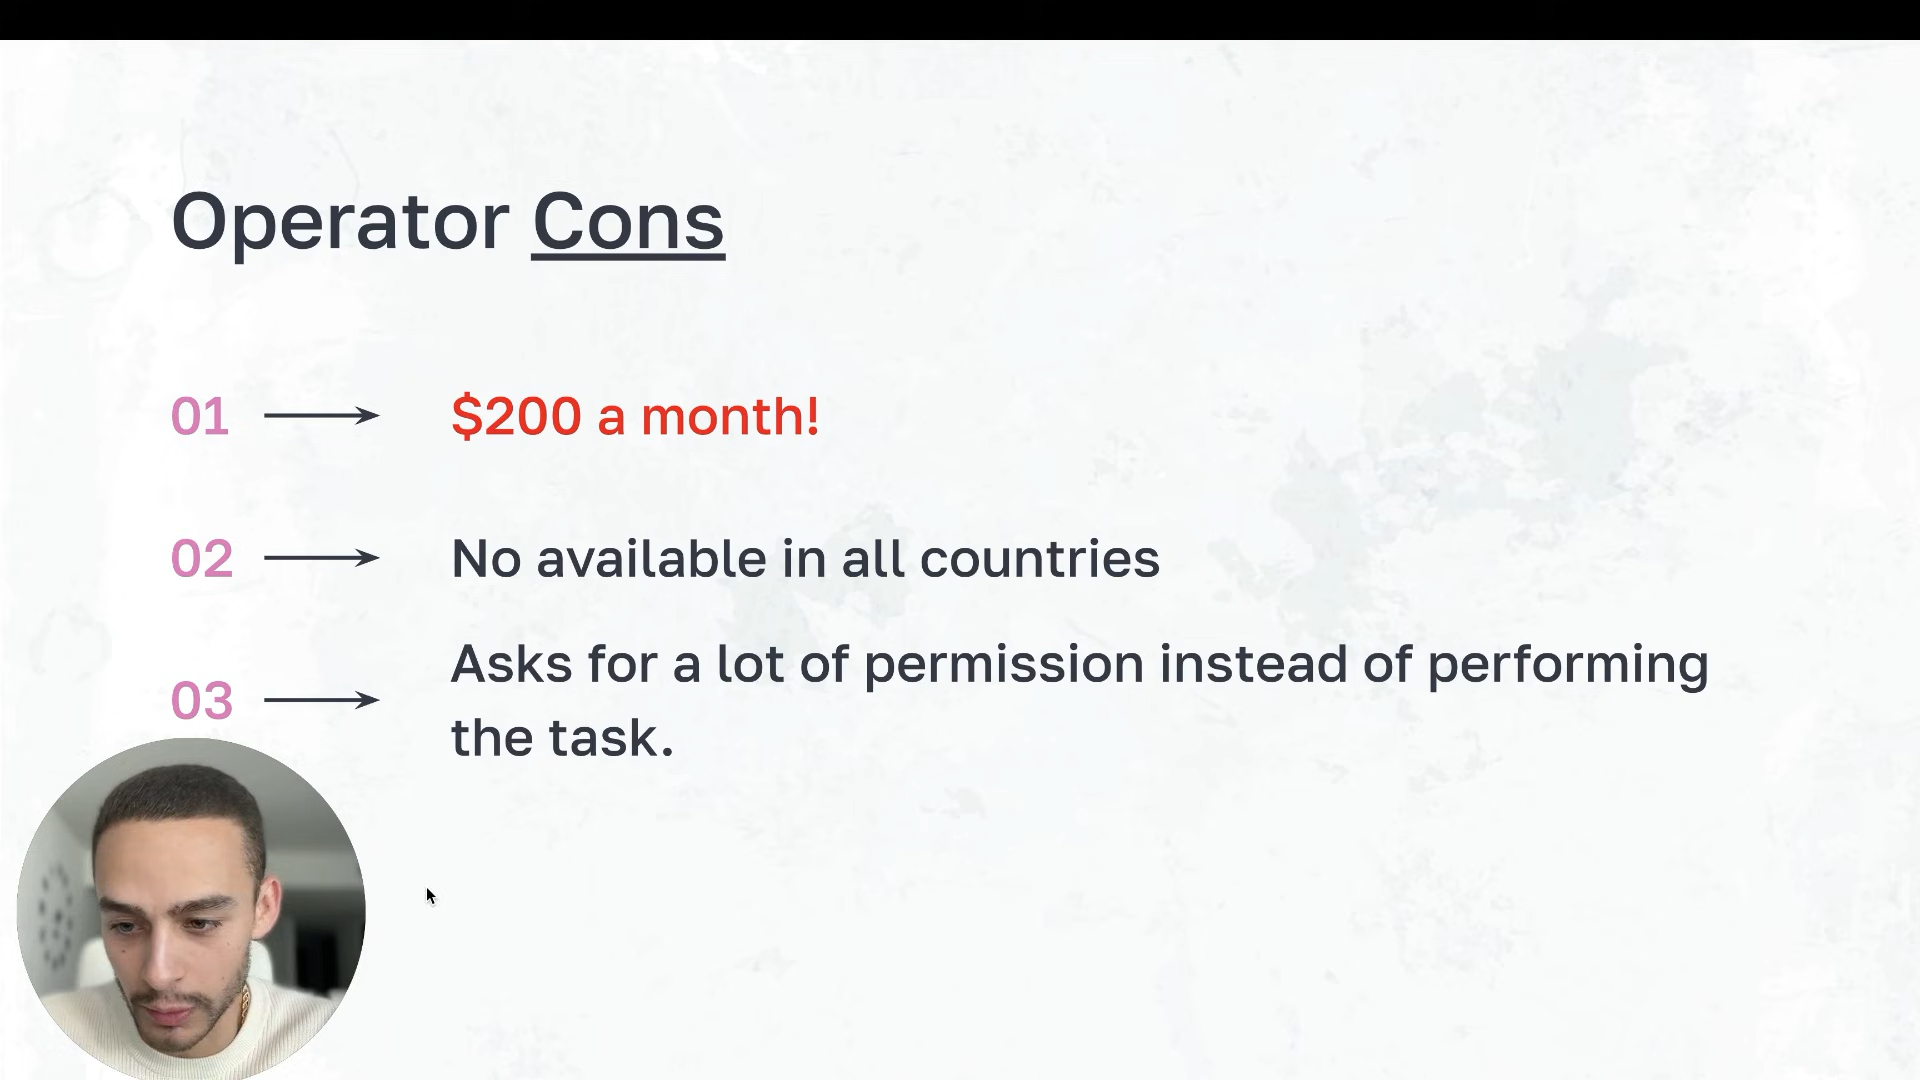 Operator Cons
01
$200 a month!
02
No available in all countries
03
Asks for a lot of permission instead of performing
the task.